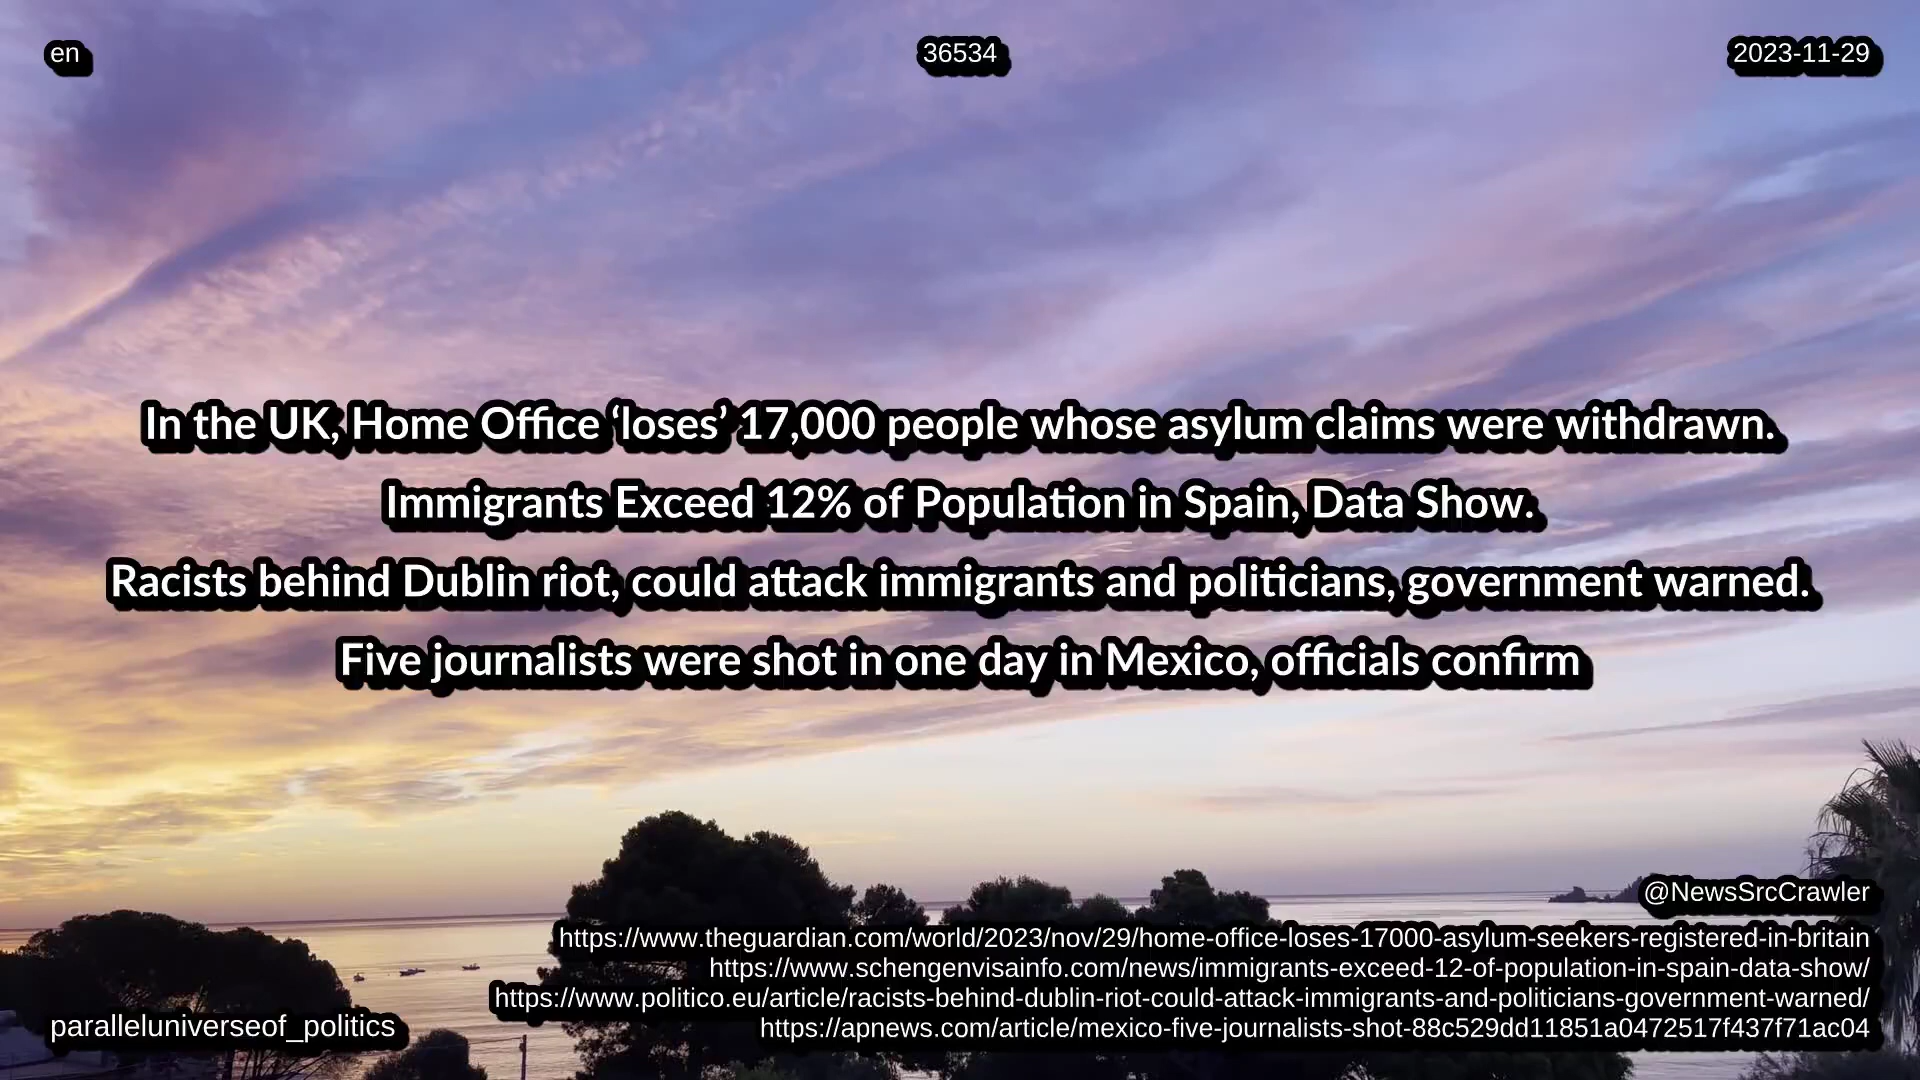 en
36534
2023-11-29
In the UK, Home Office ‘loses’ 17,000 people whose asylum claims were withdrawn.
Immigrants Exceed 12% of Population in Spain, Data Show.
Racists behind Dublin riot, could attack immigrants and politicians, government warned.
Five journalists were shot in one day in Mexico, officials confirm
@NewsSrcCrawler
https://www.theguardian.com/world/2023/nov/29/home-office-loses-17000-asylum-seekers-registered-in-britain
https://www.schengenvisainfo.com/news/immigrants-exceed-12-of-population-in-spain-data-show/
https://www.politico.eu/article/racists-behind-dublin-riot-could-attack-immigrants-and-politicians-government-warned/
https://apnews.com/article/mexico-five-journalists-shot-88c529dd11851a0472517f437f71ac04
paralleluniverseof_politics